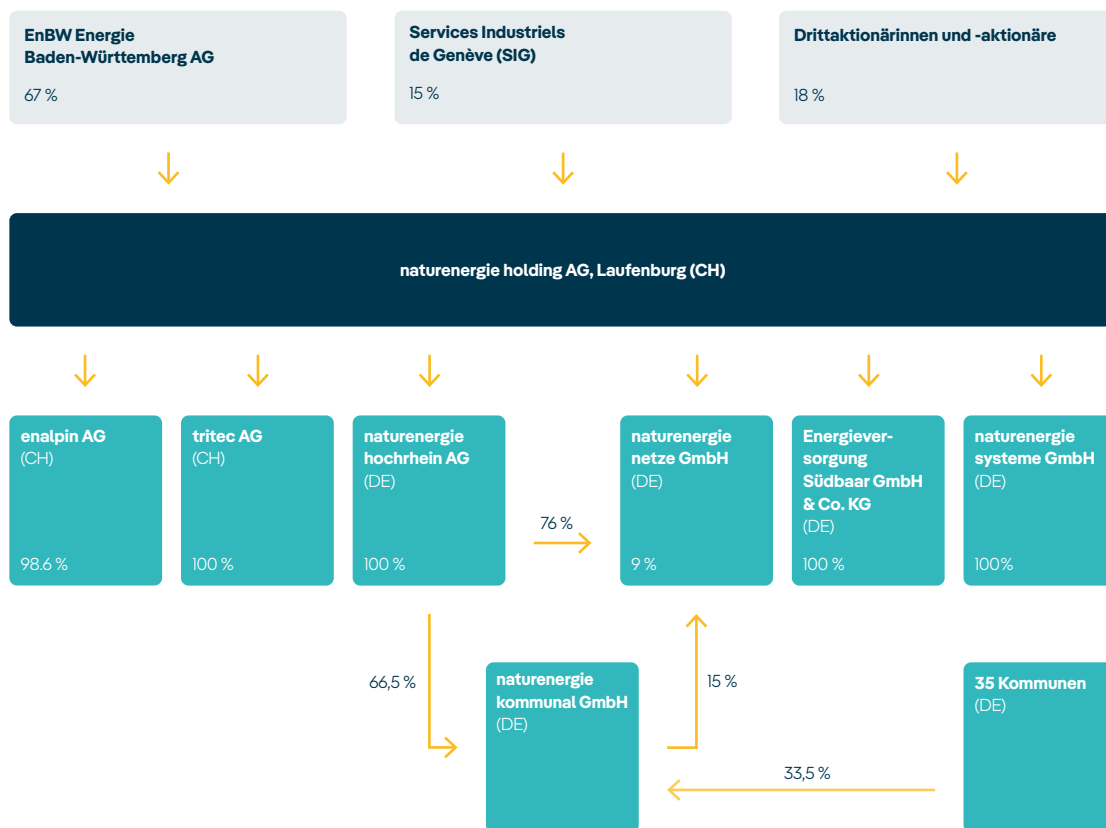 EnBW Energie
Baden-Württemberg AG
67 %
Services Industriels
de Genève (SIG)
15 %
Drittaktionärinnen und -aktionäre
18 %
naturenergie holding AG, Laufenburg (CH)
enalpin AG
(CH)
98.6 %
tritec AG
(CH)
100 %
naturenergie
hochrhein AG
(DE)
100 %
76 %
naturenergie
netze GmbH
(DE)
9 %
Energiever-
sorgung
Südbaar GmbH
& Co. KG
(DE)
100 %
naturenergie
systeme GmbH
(DE)
100%
66,5 %
naturenergie
kommunal GmbH
(DE)
15 %
33,5 %
35 Kommunen
(DE)